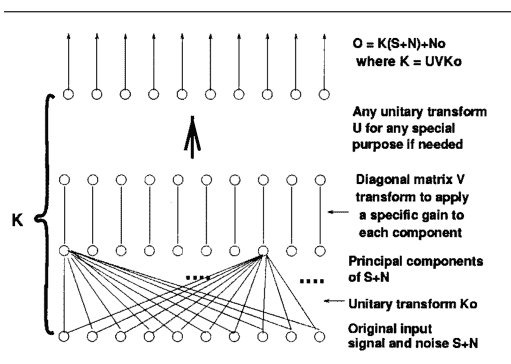 O = K(S+N)+No
where K = UVKo
Any unitary transform
U for any special
purpose if needed
Diagonal matrix V
transform to apply
a specific gain to
each component
K
Principal components
of S+N
Unitary transform Ko
Original input
signal and noise S+N